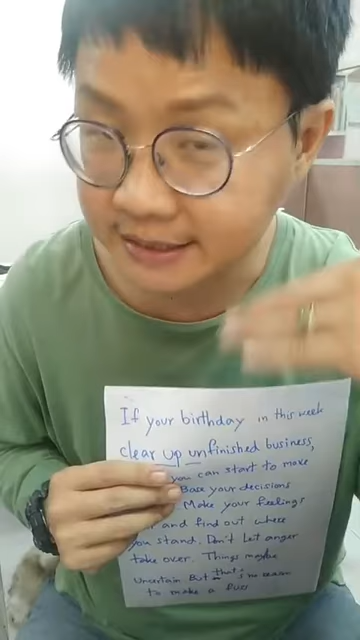 If your birthday in this week
clear up unfinished business,
you can start to move
Base your decisions
Make your feelings
and find out where
you stand. Don't Let anger
take over. Things maybe
uncertain But that's no reason
to make a fuss